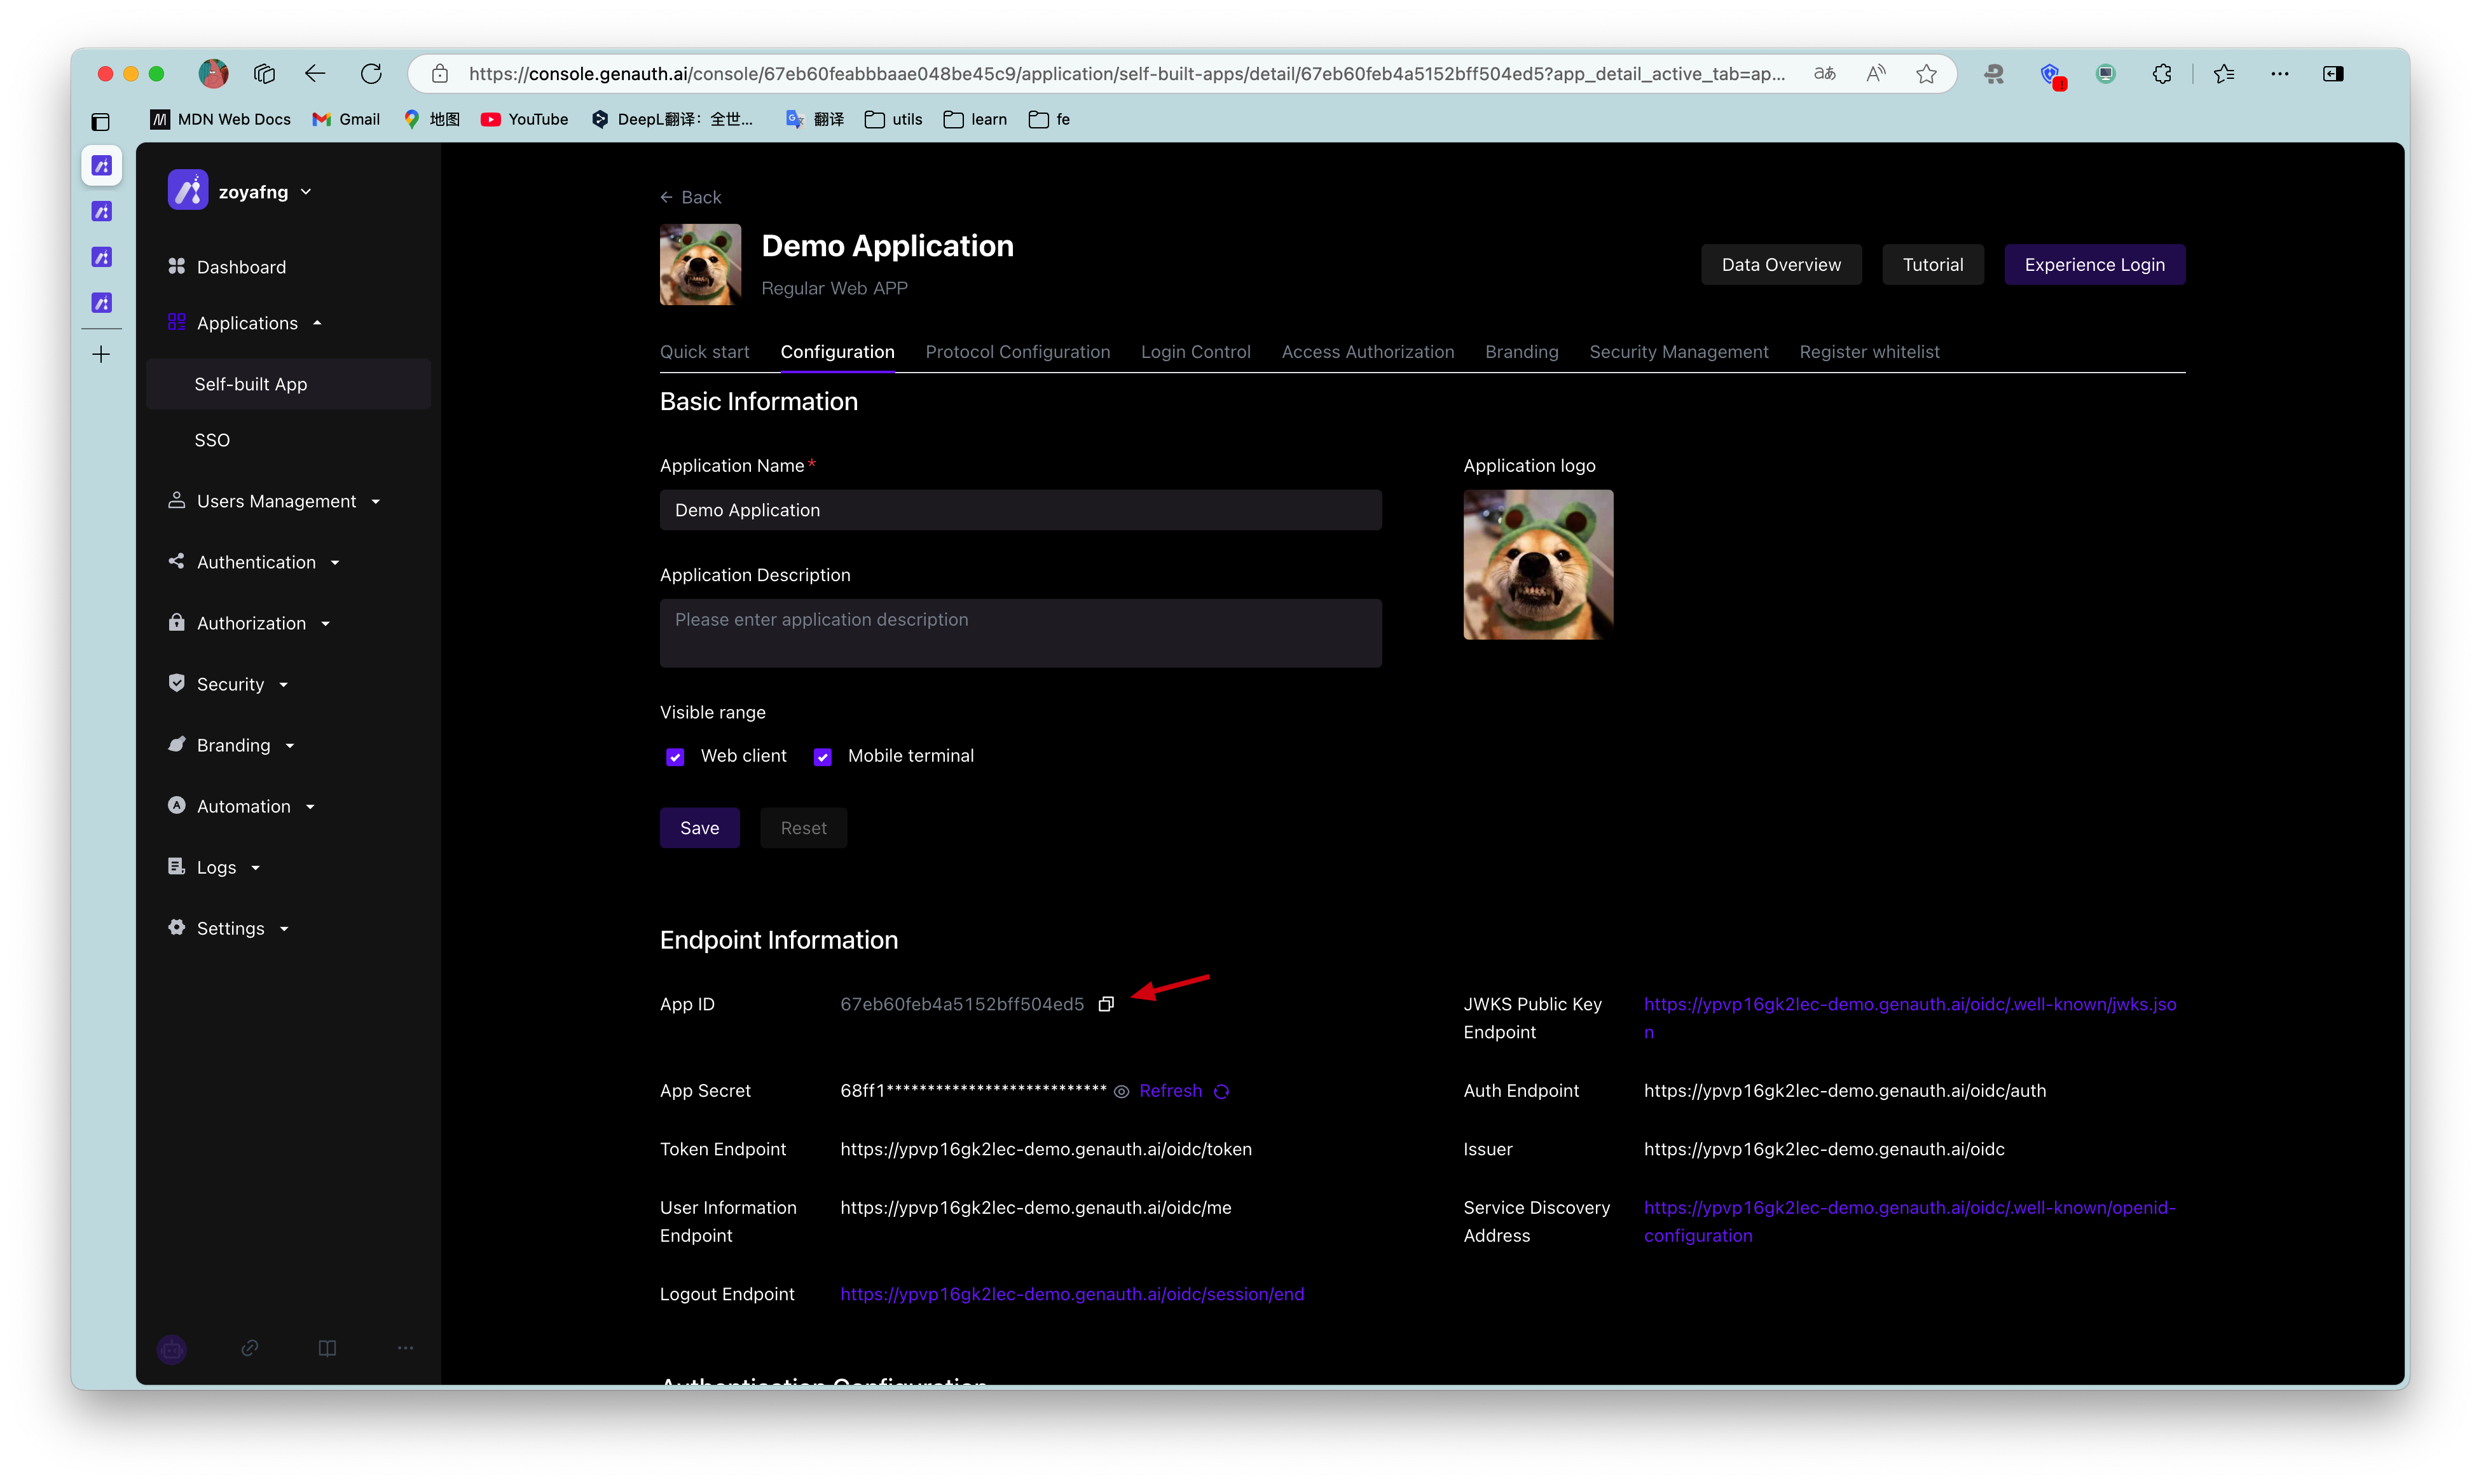 https://console.genauth.ai/console/67eb60feabbbaae048be45c9/application/self-built-apps/detail/67eb60feb4a5152bff504ed5?app_detail_active_tab=ap...
MDN Web Docs
Gmail
地图
YouTube
DeepL翻译：全世...
翻译
utils
learn
fe
zoyafng
Dashboard
Applications
Self-built App
SSO
Users Management
Authentication
Authorization
Security
Branding
Automation
Logs
Settings
Back
Demo Application
Regular Web APP
Data Overview
Tutorial
Experience Login
Quick start
Configuration
Protocol Configuration
Login Control
Access Authorization
Branding
Security Management
Register whitelist
Basic Information
Application Name*
Demo Application
Application logo
Application Description
Please enter application description
Visible range
Web client
Mobile terminal
Save
Reset
Endpoint Information
App ID
67eb60feb4a5152bff504ed5
JWKS Public Key
Endpoint
https://ypvp16gk2lec-demo.genauth.ai/oidc/.well-known/jwks.jso
n
App Secret
68ff1***************************
Refresh
Auth Endpoint
https://ypvp16gk2lec-demo.genauth.ai/oidc/auth
Token Endpoint
https://ypvp16gk2lec-demo.genauth.ai/oidc/token
Issuer
https://ypvp16gk2lec-demo.genauth.ai/oidc
User Information
Endpoint
https://ypvp16gk2lec-demo.genauth.ai/oidc/me
Service Discovery
Address
https://ypvp16gk2lec-demo.genauth.ai/oidc/.well-known/openid-
configuration
Logout Endpoint
https://ypvp16gk2lec-demo.genauth.ai/oidc/session/end
Authentication Configuration